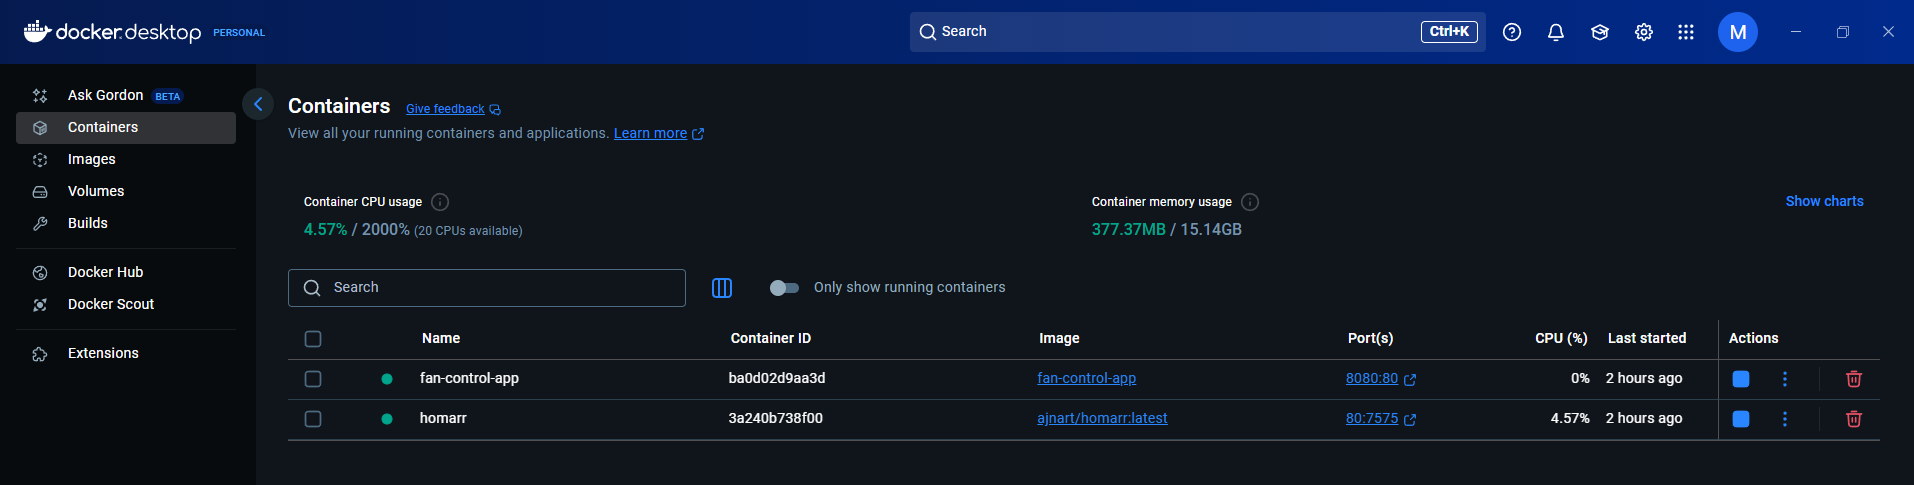 docker.desktop PERSONAL
Search Ctrl+K
M
Ask Gordon BETA
Containers
Images
Volumes
Builds
Docker Hub
Docker Scout
Extensions
Containers Give feedback
View all your running containers and applications. Learn more
Container CPU usage
4.57% / 2000% (20 CPUs available)
Container memory usage
377.37MB / 15.14GB
Show charts
Search
Only show running containers
Name Container ID Image Port(s) CPU (%) Last started Actions
fan-control-app ba0d02d9aa3d fan-control-app 8080:80 0% 2 hours ago
homarr 3a240b738f00 ajnart/homarr:latest 80:7575 4.57% 2 hours ago